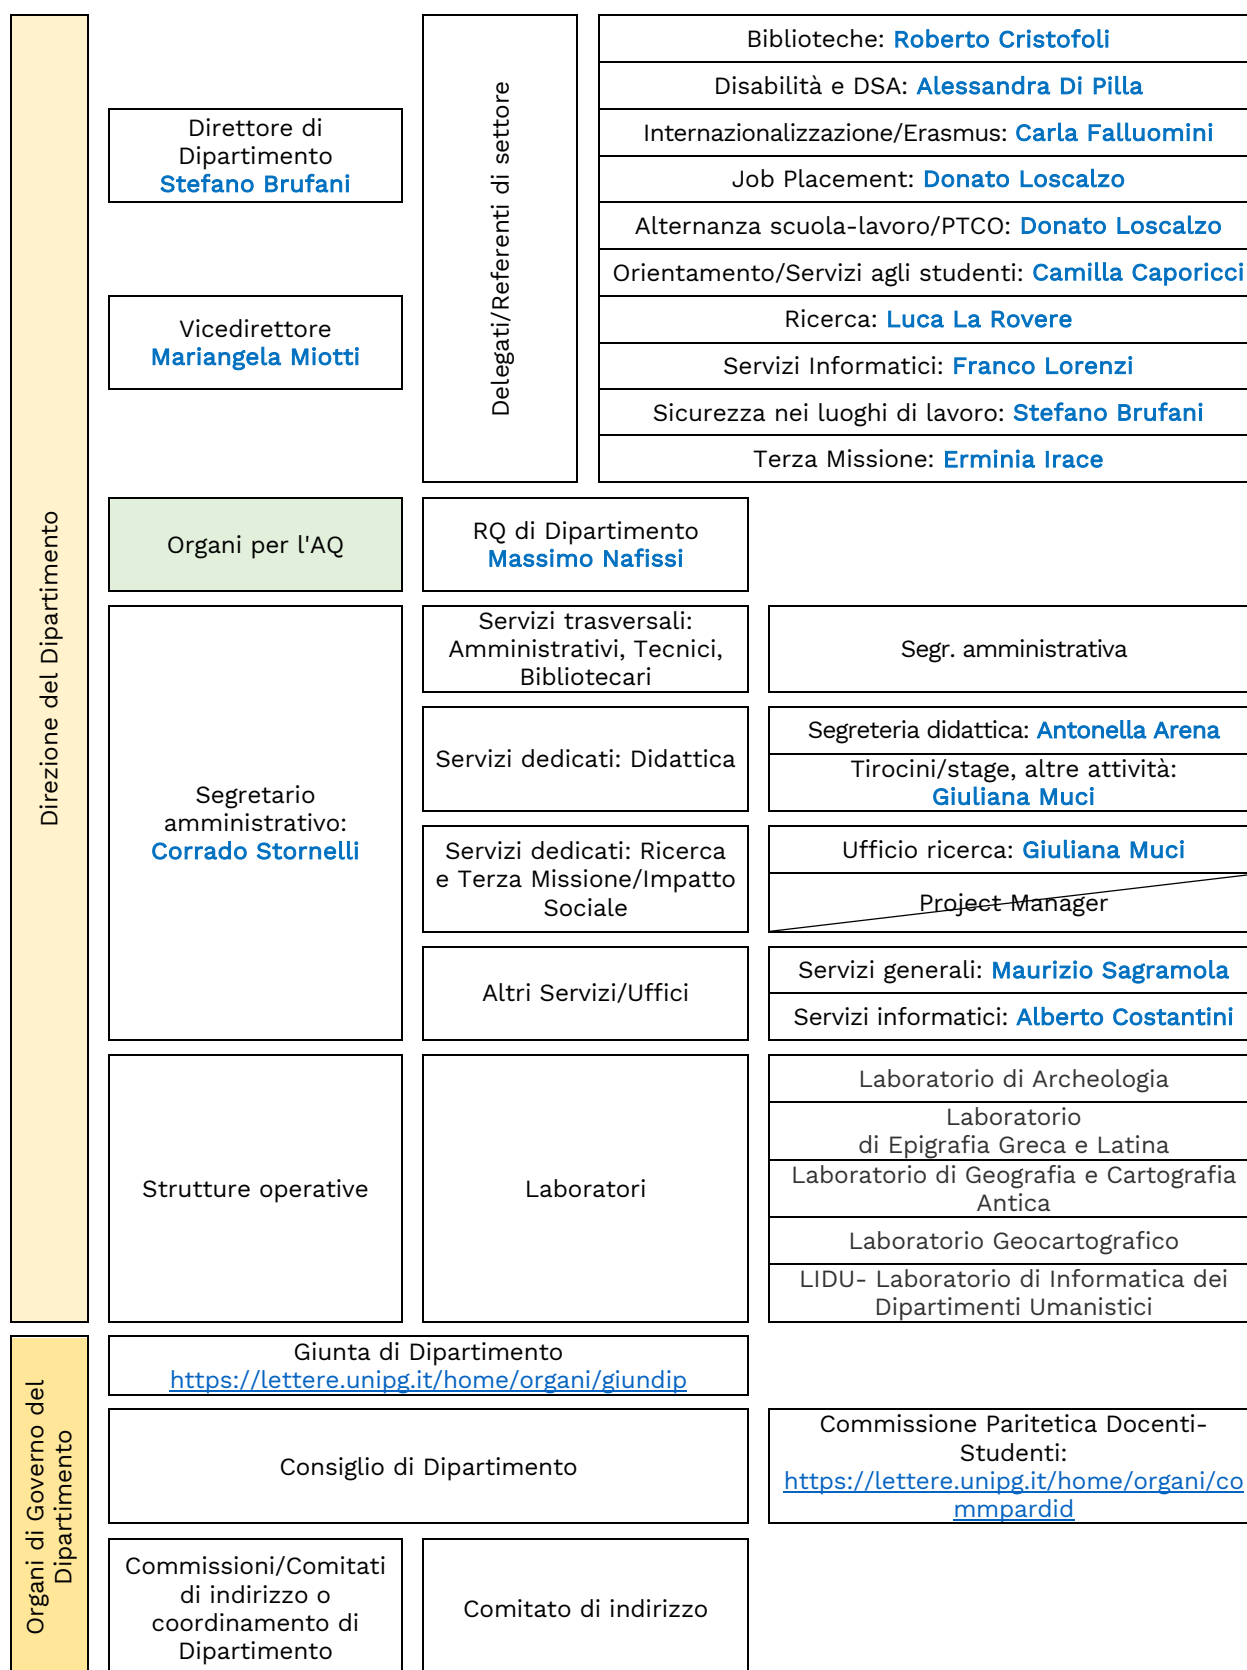 Direzione del Dipartimento
Direttore di
Dipartimento
Stefano Brufani
Vicedirettore
Mariangela Miotti
Delegati/Referenti di settore
Biblioteche: Roberto Cristofoli
Disabilità e DSA: Alessandra Di Pilla
Internazionalizzazione/Erasmus: Carla Falluomini
Job Placement: Donato Loscalzo
Alternanza scuola-lavoro/PTCO: Donato Loscalzo
Orientamento/Servizi agli studenti: Camilla Caporicci
Ricerca: Luca La Rovere
Servizi Informatici: Franco Lorenzi
Sicurezza nei luoghi di lavoro: Stefano Brufani
Terza Missione: Erminia Irace
Organi per l'AQ
RQ di Dipartimento
Massimo Nafissi
Segretario
amministrativo:
Corrado Stornelli
Servizi trasversali:
Amministrativi, Tecnici,
Bibliotecari
Segr. amministrativa
Servizi dedicati: Didattica
Segreteria didattica: Antonella Arena
Tirocini/stage, altre attività:
Giuliana Muci
Servizi dedicati: Ricerca
e Terza Missione/Impatto
Sociale
Ufficio ricerca: Giuliana Muci
Project Manager
Altri Servizi/Uffici
Servizi generali: Maurizio Sagramola
Servizi informatici: Alberto Costantini
Strutture operative
Laboratori
Laboratorio di Archeologia
Laboratorio
di Epigrafia Greca e Latina
Laboratorio di Geografia e Cartografia
Antica
Laboratorio Geocartografico
LIDU- Laboratorio di Informatica dei
Dipartimenti Umanistici
Organi di Governo del
Dipartimento
Giunta di Dipartimento
https://lettere.unipg.it/home/organi/giundip
Consiglio di Dipartimento
Commissione Paritetica Docenti-
Studenti:
https://lettere.unipg.it/home/organi/co
mmpardid
Commissioni/Comitati
di indirizzo o
coordinamento di
Dipartimento
Comitato di indirizzo